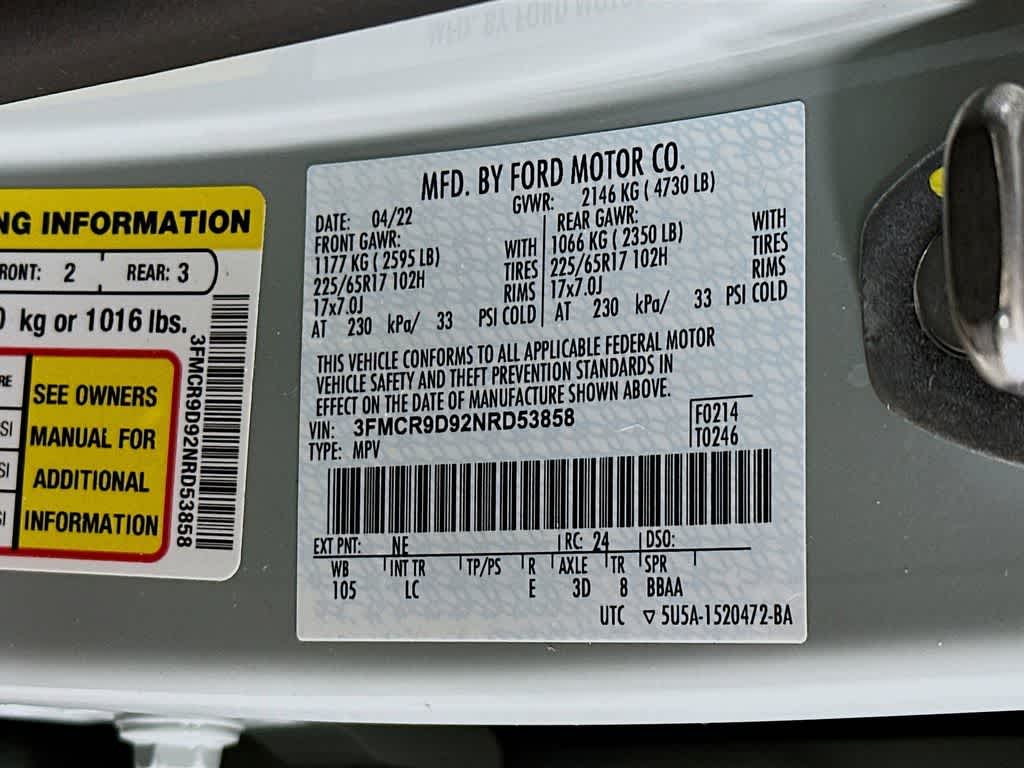 NG INFORMATION
RONT: 2 REAR: 3
0 kg or 1016 lbs.
RE
SI
SI
SI
SEE OWNERS
MANUAL FOR
ADDITIONAL
INFORMATION
3FMCR9D92NRD53858
MFD. BY FORD MOTOR CO.
DATE: 04/22 GVWR: 2146 KG ( 4730 LB)
FRONT GAWR: REAR GAWR:
1177 KG ( 2595 LB) WITH 1066 KG ( 2350 LB) WITH
225/65R17 102H TIRES 225/65R17 102H TIRES
17x7.0J RIMS 17x7.0J RIMS
AT 230 kPa/ 33 PSI COLD AT 230 kPa/ 33 PSI COLD
THIS VEHICLE CONFORMS TO ALL APPLICABLE FEDERAL MOTOR
VEHICLE SAFETY AND THEFT PREVENTION STANDARDS IN
EFFECT ON THE DATE OF MANUFACTURE SHOWN ABOVE.
VIN: 3FMCR9D92NRD53858 F0214
TYPE: MPV T0246
EXT PNT: NE RC: 24 DSO:
WB INT TR TP/PS R AXLE TR SPR
105 LC E 3D 8 BBAA
UTC ▽ 5U5A-1520472-BA